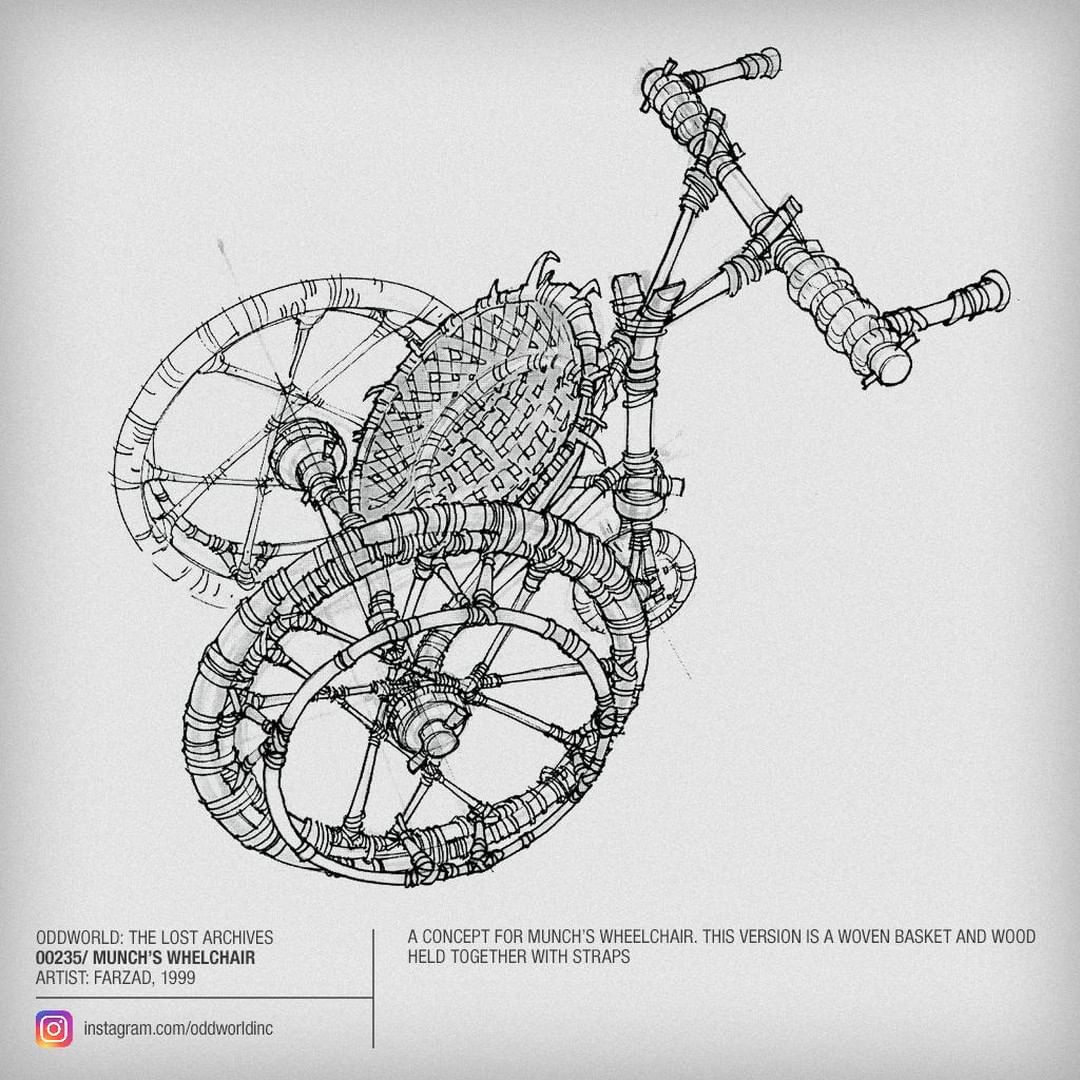 ODDWORLD: THE LOST ARCHIVES
00235/ MUNCH'S WHELCHAIR
ARTIST: FARZAD, 1999
instagram.com/oddworldinc
A CONCEPT FOR MUNCH'S WHEELCHAIR. THIS VERSION IS A WOVEN BASKET AND WOOD
HELD TOGETHER WITH STRAPS